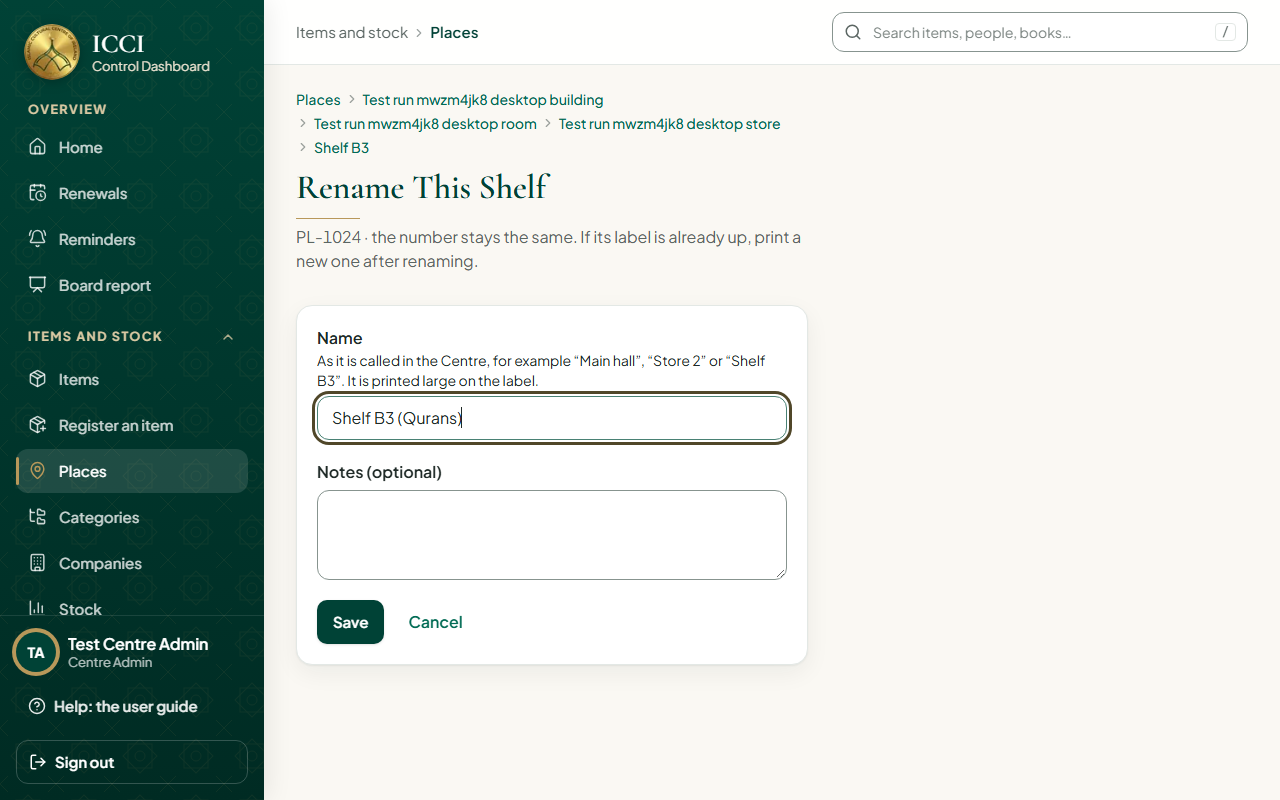 ICCI
Control Dashboard
OVERVIEW
Home
Renewals
Reminders
Board report
ITEMS AND STOCK
Items
Register an item
Places
Categories
Companies
Stock
TA
Test Centre Admin
Centre Admin
Help: the user guide
Sign out
Items and stock > Places
Search items, people, books… /
Places > Test run mwzm4jk8 desktop building
> Test run mwzm4jk8 desktop room > Test run mwzm4jk8 desktop store
> Shelf B3
Rename This Shelf
PL-1024 · the number stays the same. If its label is already up, print a
new one after renaming.
Name
As it is called in the Centre, for example “Main hall”, “Store 2” or “Shelf
B3”. It is printed large on the label.
Shelf B3 (Qurans)
Notes (optional)
Save Cancel